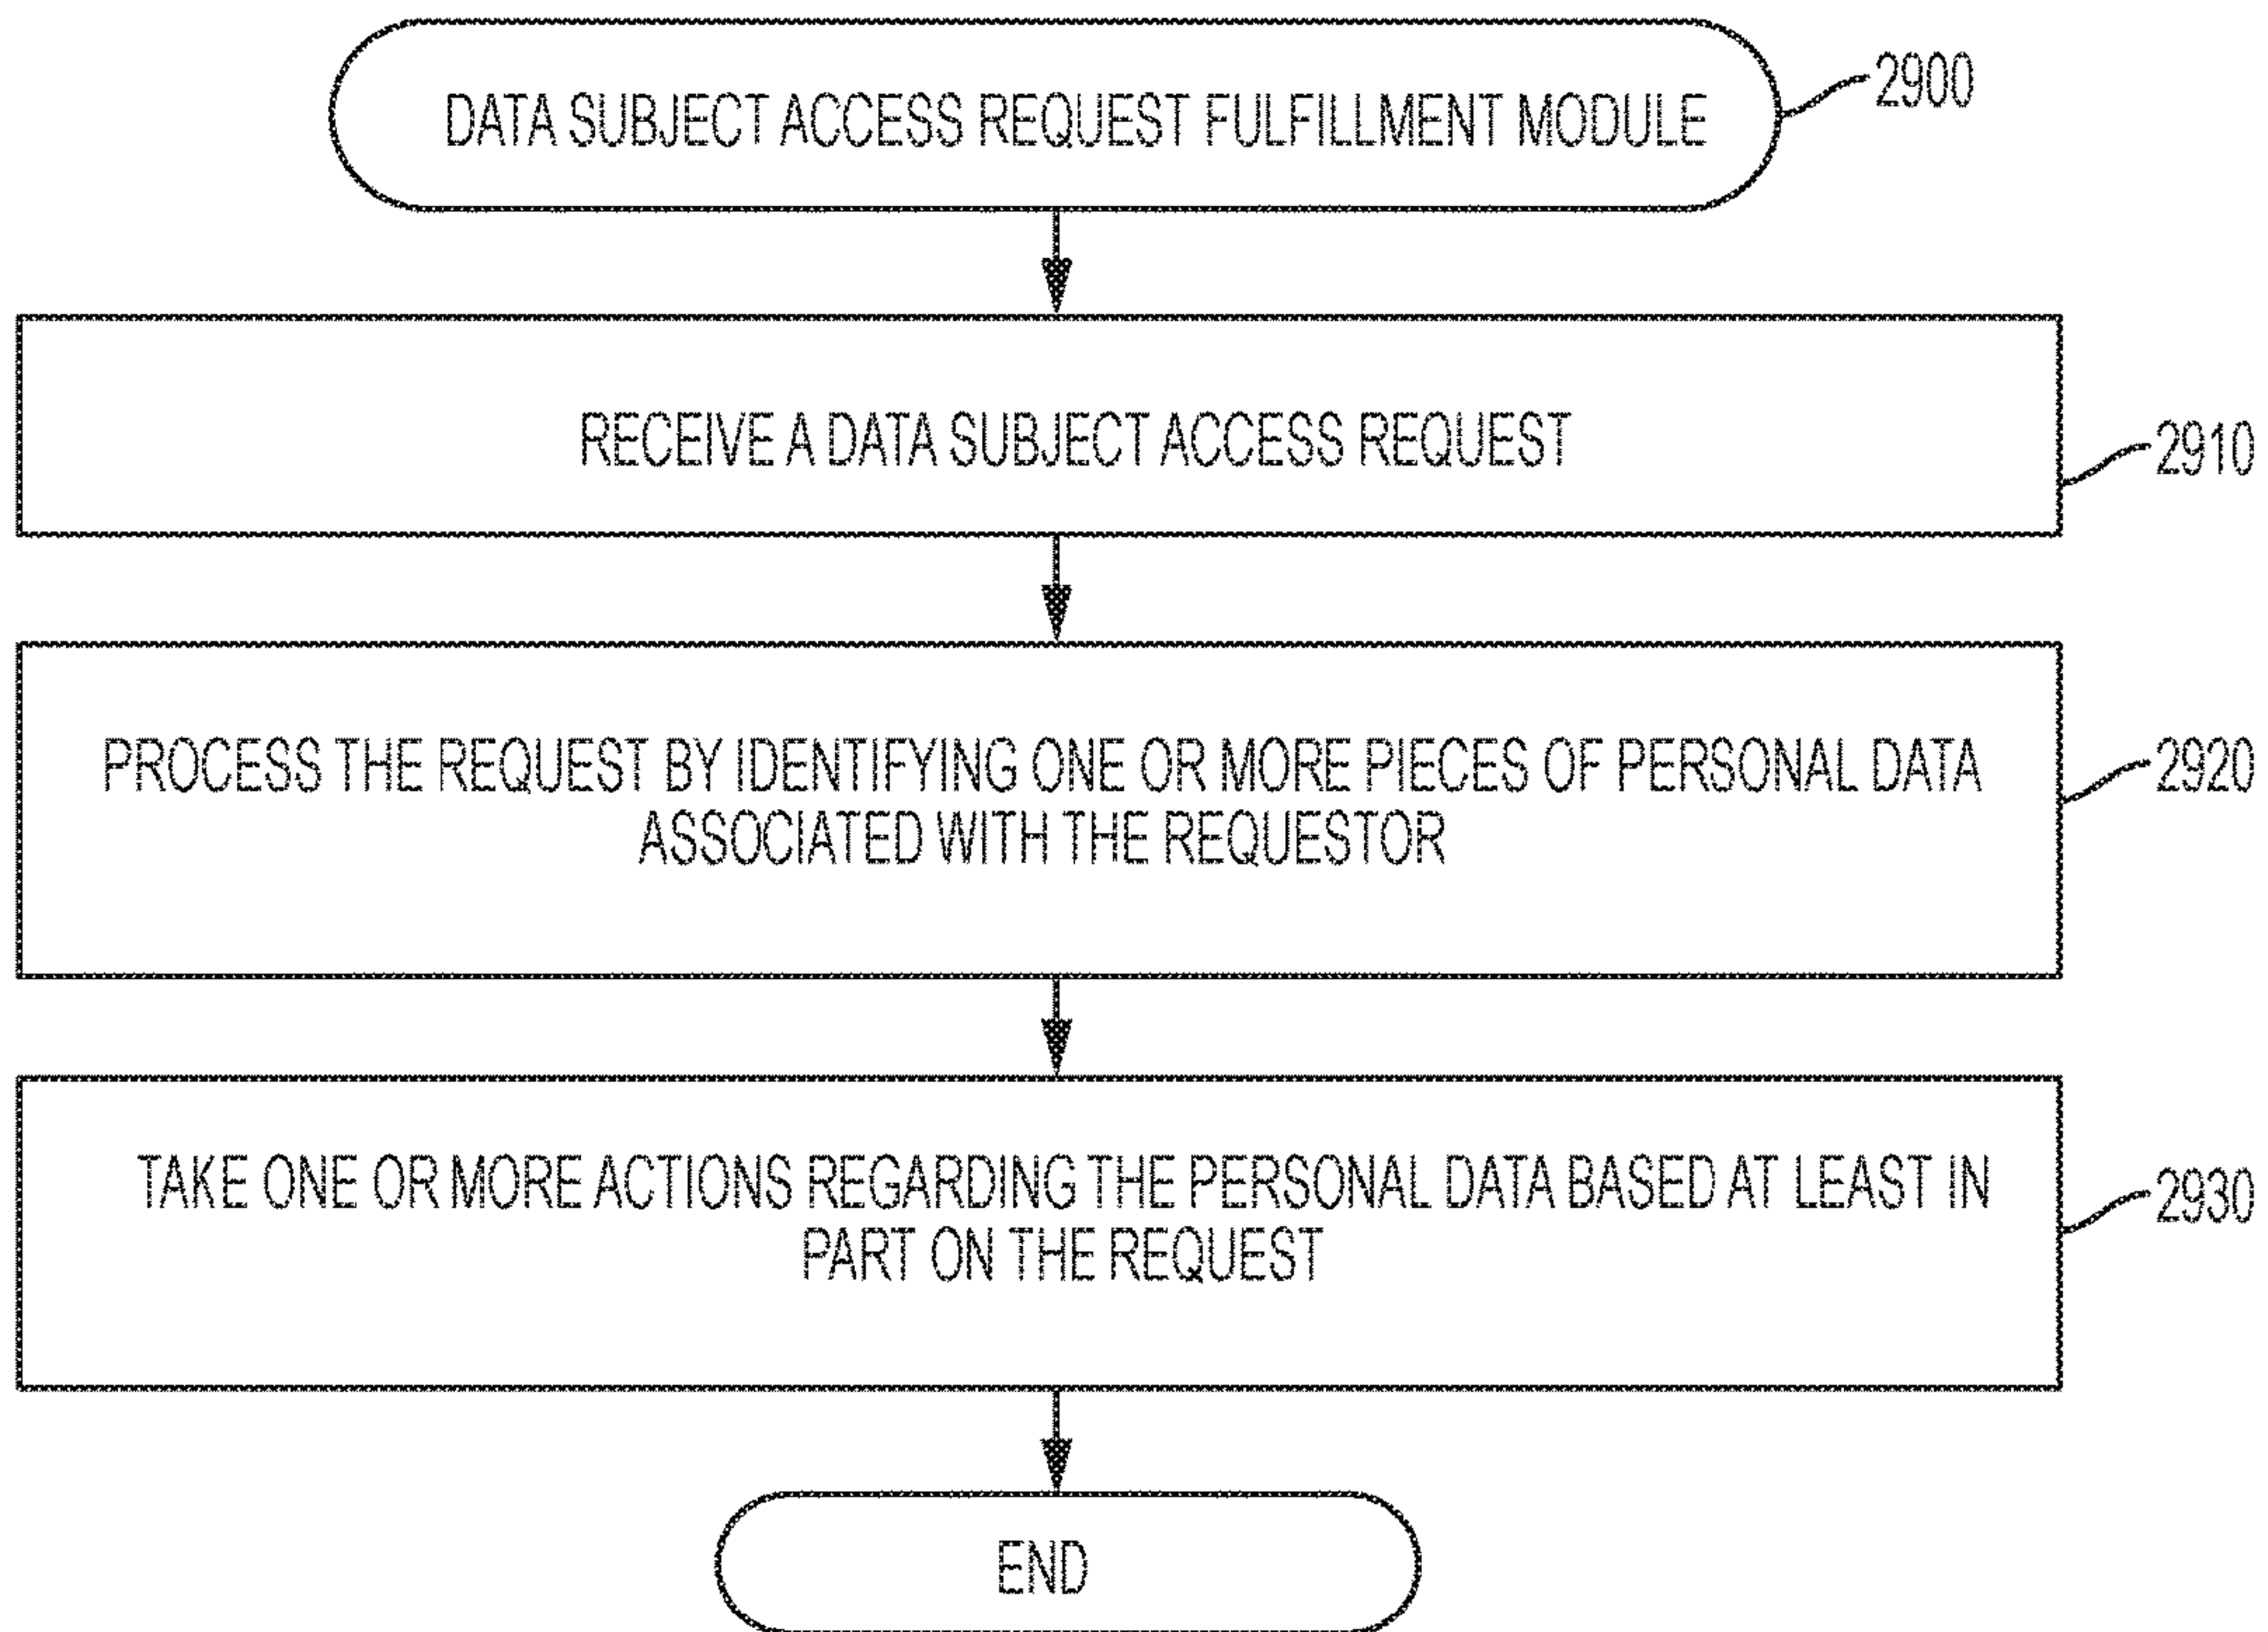 DATA SUBJECT ACCESS REQUEST FULFILLMENT MODULE
2900
RECEIVE A DATA SUBJECT ACCESS REQUEST
2910
PROCESS THE REQUEST BY IDENTIFYING ONE OR MORE PIECES OF PERSONAL DATA
ASSOCIATED WITH THE REQUESTOR
2920
TAKE ONE OR MORE ACTIONS REGARDING THE PERSONAL DATA BASED AT LEAST IN
PART ON THE REQUEST
2930
END